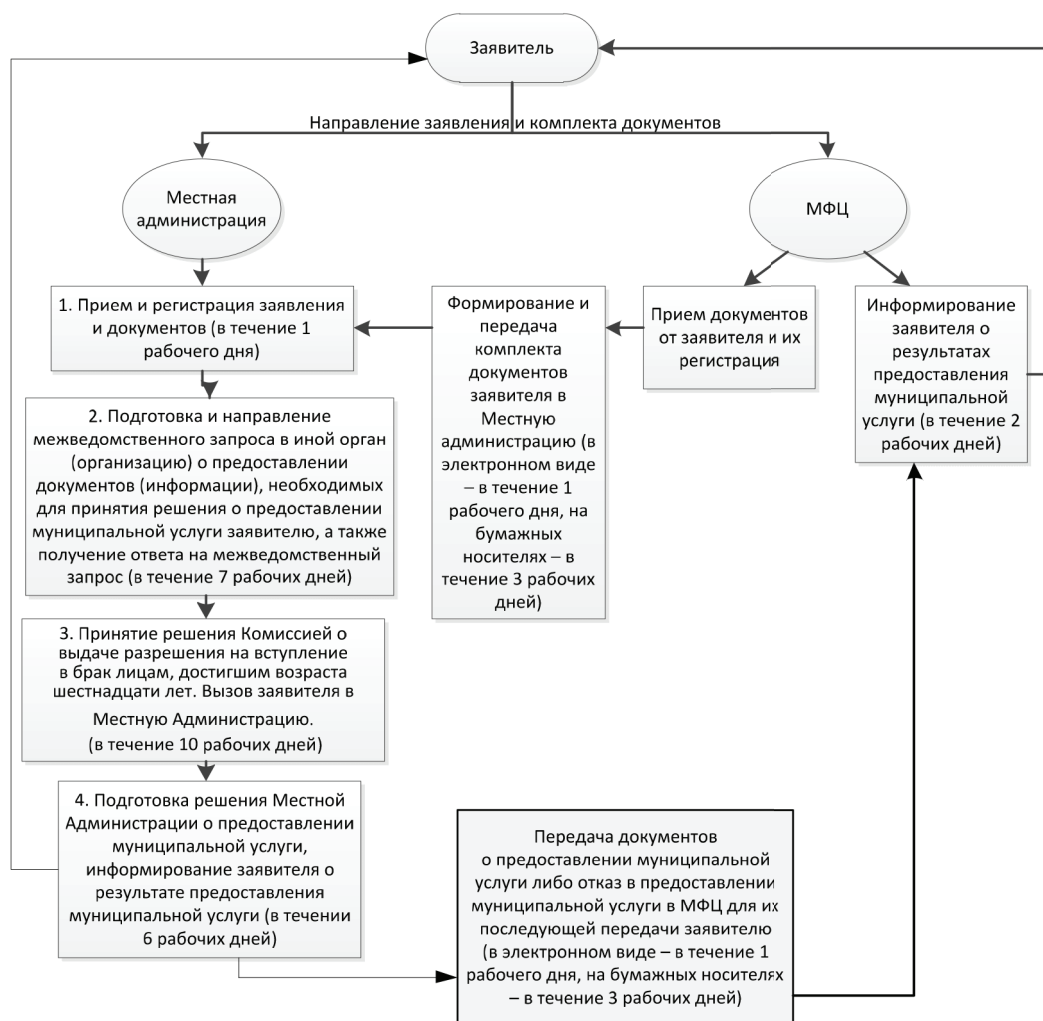 Заявитель
Направление заявления и комплекта документов
Местная
администрация
МФЦ
1. Прием и регистрация заявления
и документов (в течение 1
рабочего дня)
Формирование и
передача
комплекта
документов
заявителя в
Местную
администрацию (в
электронном виде
– в течение 1
рабочего дня, на
бумажных
носителях – в
течение 3 рабочих
дней)
Прием документов
от заявителя и их
регистрация
Информирование
заявителя о
результатах
предоставления
муниципальной
услуги (в течение 2
рабочих дней)
2. Подготовка и направление
межведомственного запроса в иной орган
(организацию) о предоставлении
документов (информации), необходимых
для принятия решения о предоставлении
муниципальной услуги заявителю, а также
получение ответа на межведомственный
запрос (в течение 7 рабочих дней)
3. Принятие решения Комиссией о
выдаче разрешения на вступление
в брак лицам, достигшим возраста
шестнадцати лет. Вызов заявителя в
Местную Администрацию.
(в течение 10 рабочих дней)
4. Подготовка решения Местной
Администрации о предоставлении
муниципальной услуги,
информирование заявителя о
результате предоставления
муниципальной услуги (в течении
6 рабочих дней)
Передача документов
о предоставлении муниципальной
услуги либо отказ в предоставлении
муниципальной услуги в МФЦ для их
последующей передачи заявителю
(в электронном виде – в течение 1
рабочего дня, на бумажных носителях
– в течение 3 рабочих дней)